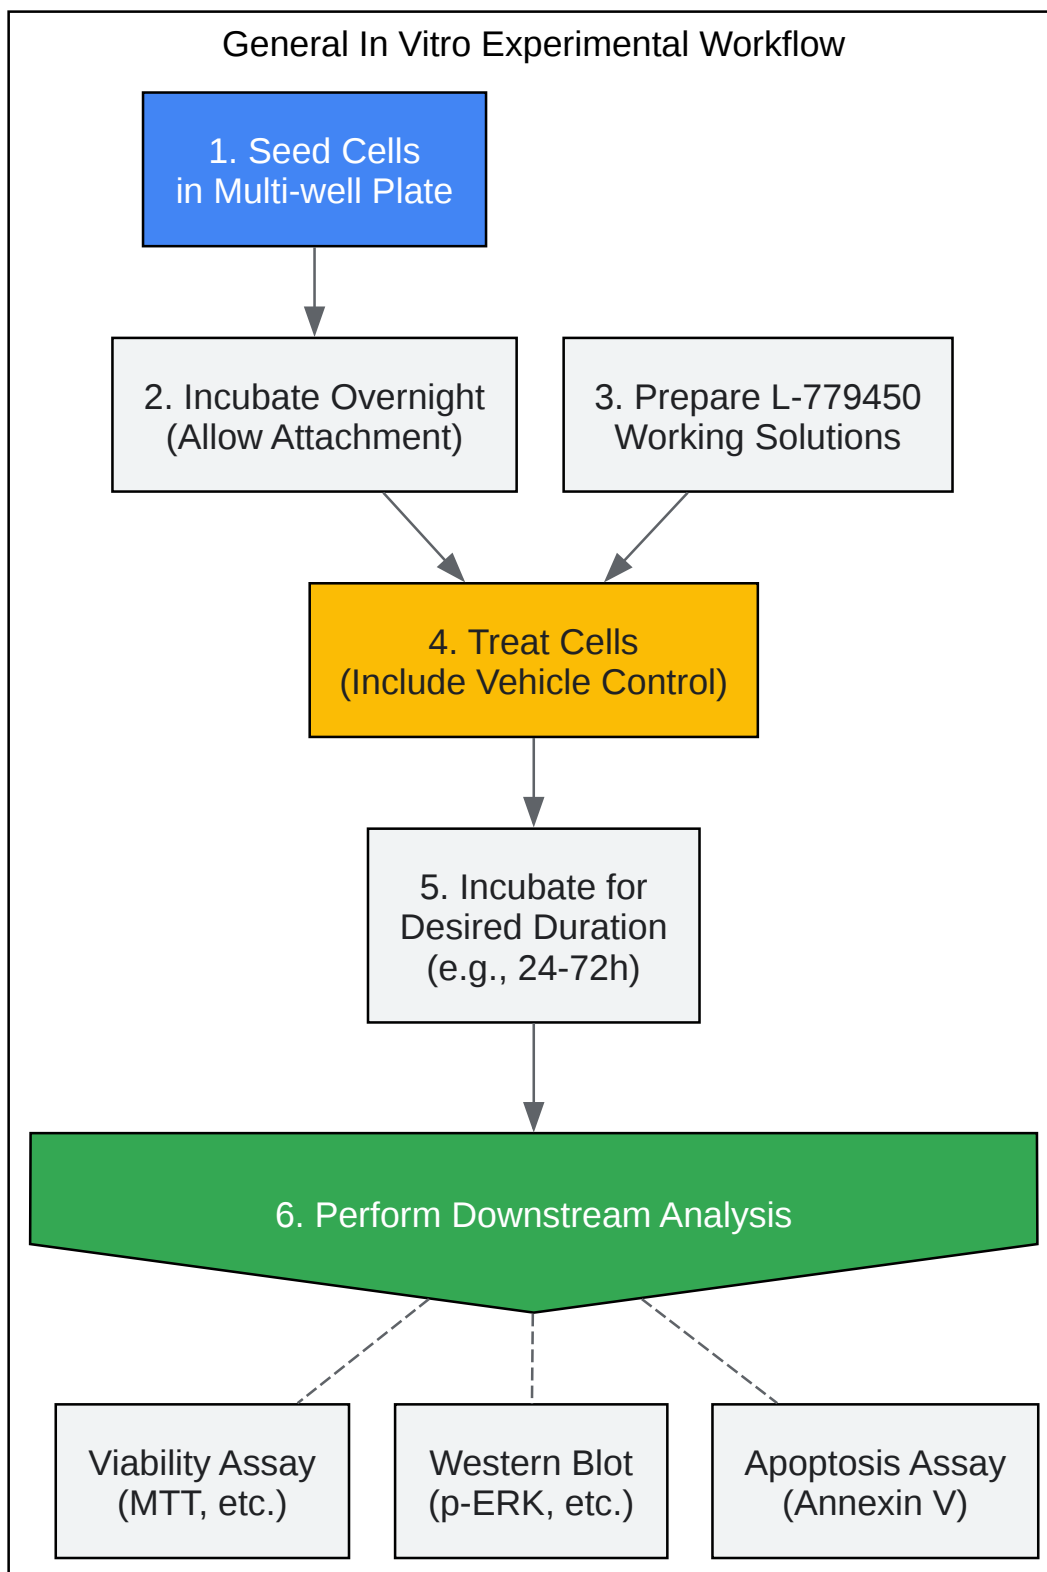 General In Vitro Experimental Workflow
1. Seed Cells
in Multi-well Plate
2. Incubate Overnight
(Allow Attachment)
3. Prepare L-779450
Working Solutions
4. Treat Cells
(Include Vehicle Control)
5. Incubate for
Desired Duration
(e.g., 24-72h)
6. Perform Downstream Analysis
Viability Assay
(MTT, etc.)
Western Blot
(p-ERK, etc.)
Apoptosis Assay
(Annexin V)